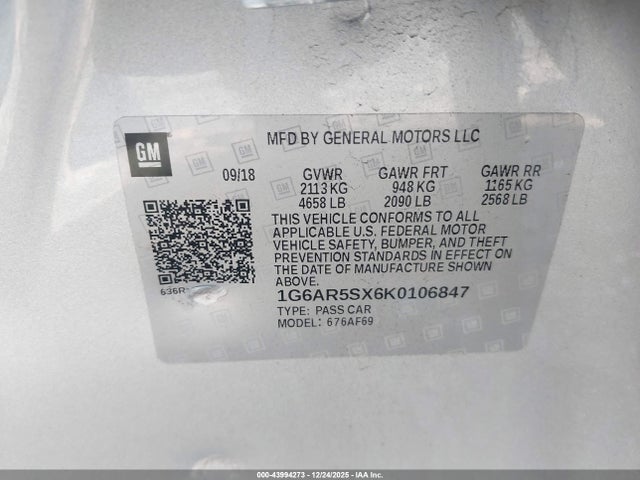 GM
MFD BY GENERAL MOTORS LLC
09/18 GVWR GAWR FRT GAWR RR
2113 KG 948 KG 1165 KG
4658 LB 2090 LB 2568 LB
THIS VEHICLE CONFORMS TO ALL
APPLICABLE U.S. FEDERAL MOTOR
VEHICLE SAFETY, BUMPER, AND THEFT
PREVENTION STANDARDS IN EFFECT ON
THE DATE OF MANUFACTURE SHOWN
ABOVE.
636R
1G6AR5SX6K0106847
TYPE: PASS CAR
MODEL: 676AF69
000-43994273 - 12/24/2025 - IAA Inc.